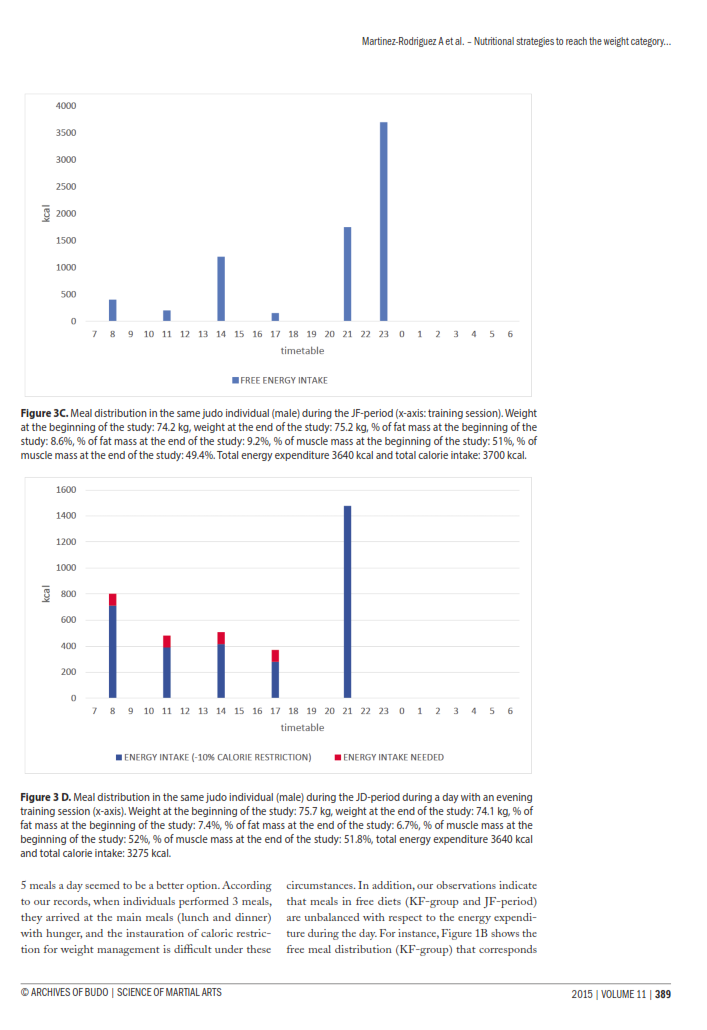 Martinez-Rodriguez A et al. – Nutritional strategies to reach the weight category...
4000
3500
3000
2500
2000
1500
1000
500
0
kcal
7 8 9 10 11 12 13 14 15 16 17 18 19 20 21 22 23 0 1 2 3 4 5 6
timetable
FREE ENERGY INTAKE
Figure 3C. Meal distribution in the same judo individual (male) during the JF-period (x-axis: training session). Weight
at the beginning of the study: 74.2 kg, weight at the end of the study: 75.2 kg, % of fat mass at the beginning of the
study: 8.6%, % of fat mass at the end of the study: 9.2%, % of muscle mass at the beginning of the study: 51%, % of
muscle mass at the end of the study: 49.4%. Total energy expenditure 3640 kcal and total calorie intake: 3700 kcal.
1600
1400
1200
1000
800
600
400
200
0
kcal
7 8 9 10 11 12 13 14 15 16 17 18 19 20 21 22 23 0 1 2 3 4 5 6
timetable
ENERGY INTAKE (-10% CALORIE RESTRICTION) ENERGY INTAKE NEEDED
Figure 3 D. Meal distribution in the same judo individual (male) during the JD-period during a day with an evening
training session (x-axis). Weight at the beginning of the study: 75.7 kg, weight at the end of the study: 74.1 kg, % of
fat mass at the beginning of the study: 7.4%, % of fat mass at the end of the study: 6.7%, % of muscle mass at the
beginning of the study: 52%, % of muscle mass at the end of the study: 51.8%, total energy expenditure 3640 kcal
and total calorie intake: 3275 kcal.
5 meals a day seemed to be a better option. According
to our records, when individuals performed 3 meals,
they arrived at the main meals (lunch and dinner)
with hunger, and the instauration of caloric restric-
tion for weight management is difficult under these
circumstances. In addition, our observations indicate
that meals in free diets (KF-group and JF-period)
are unbalanced with respect to the energy expendi-
ture during the day. For instance, Figure 1B shows the
free meal distribution (KF-group) that corresponds
© ARCHIVES OF BUDO | SCIENCE OF MARTIAL ARTS
2015 | VOLUME 11 | 389